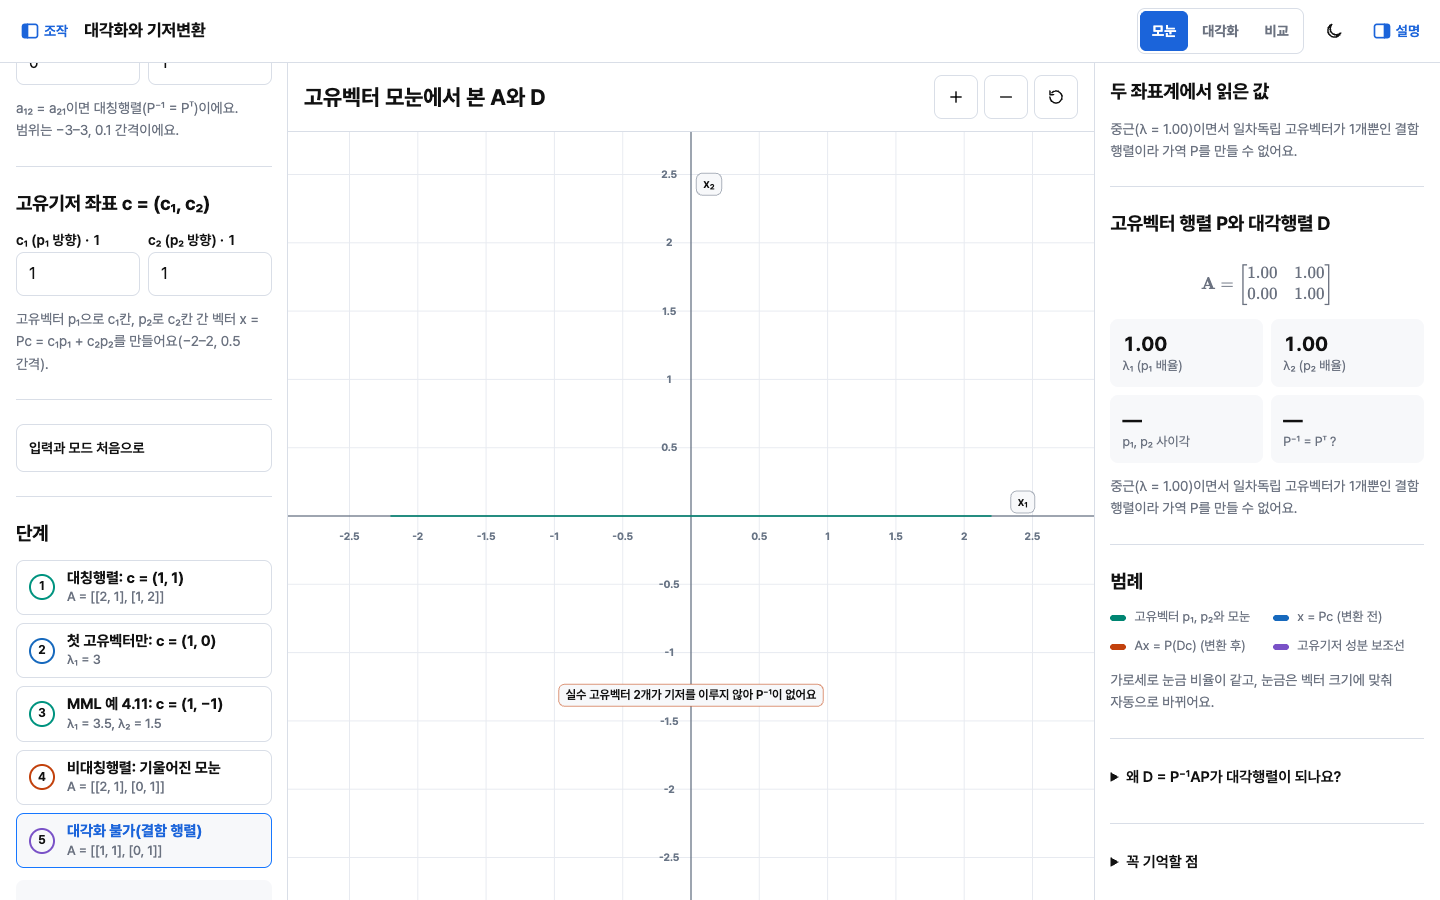 조작
대각화와 기저변환
모눈
대각화
비교
설명
a₁₂ = a₂₁이면 대칭행렬(P⁻¹ = Pᵀ)이에요.
범위는 −3–3, 0.1 간격이에요.
고유기저 좌표 c = (c₁, c₂)
c₁ (p₁ 방향) · 1
c₂ (p₂ 방향) · 1
1
1
고유벡터 p₁으로 c₁칸, p₂로 c₂칸 간 벡터 x =
Pc = c₁p₁ + c₂p₂를 만들어요(−2–2, 0.5
간격).
입력과 모드 처음으로
단계
1
대칭행렬: c = (1, 1)
A = [[2, 1], [1, 2]]
2
첫 고유벡터만: c = (1, 0)
λ₁ = 3
3
MML 예 4.11: c = (1, −1)
λ₁ = 3.5, λ₂ = 1.5
4
비대칭행렬: 기울어진 모눈
A = [[2, 1], [0, 1]]
5
대각화 불가(결함 행렬)
A = [[1, 1], [0, 1]]
고유벡터 모눈에서 본 A와 D
2.5
x₂
2
1.5
1
0.5
x₁
-2.5 -2 -1.5 -1 -0.5 0.5 1 1.5 2 2.5
-0.5
-1
실수 고유벡터 2개가 기저를 이루지 않아 P⁻¹이 없어요
-1.5
-2
-2.5
두 좌표계에서 읽은 값
중근(λ = 1.00)이면서 일차독립 고유벡터가 1개뿐인 결함
행렬이라 가역 P를 만들 수 없어요.
고유벡터 행렬 P와 대각행렬 D
A = [1.00 1.00
0.00 1.00]
1.00
λ₁ (p₁ 배율)
1.00
λ₂ (p₂ 배율)
—
p₁, p₂ 사이각
—
P⁻¹ = Pᵀ ?
중근(λ = 1.00)이면서 일차독립 고유벡터가 1개뿐인 결함
행렬이라 가역 P를 만들 수 없어요.
범례
고유벡터 p₁, p₂와 모눈
x = Pc (변환 전)
Ax = P(Dc) (변환 후)
고유기저 성분 보조선
가로세로 눈금 비율이 같고, 눈금은 벡터 크기에 맞춰
자동으로 바뀌어요.
왜 D = P⁻¹AP가 대각행렬이 되나요?
꼭 기억할 점